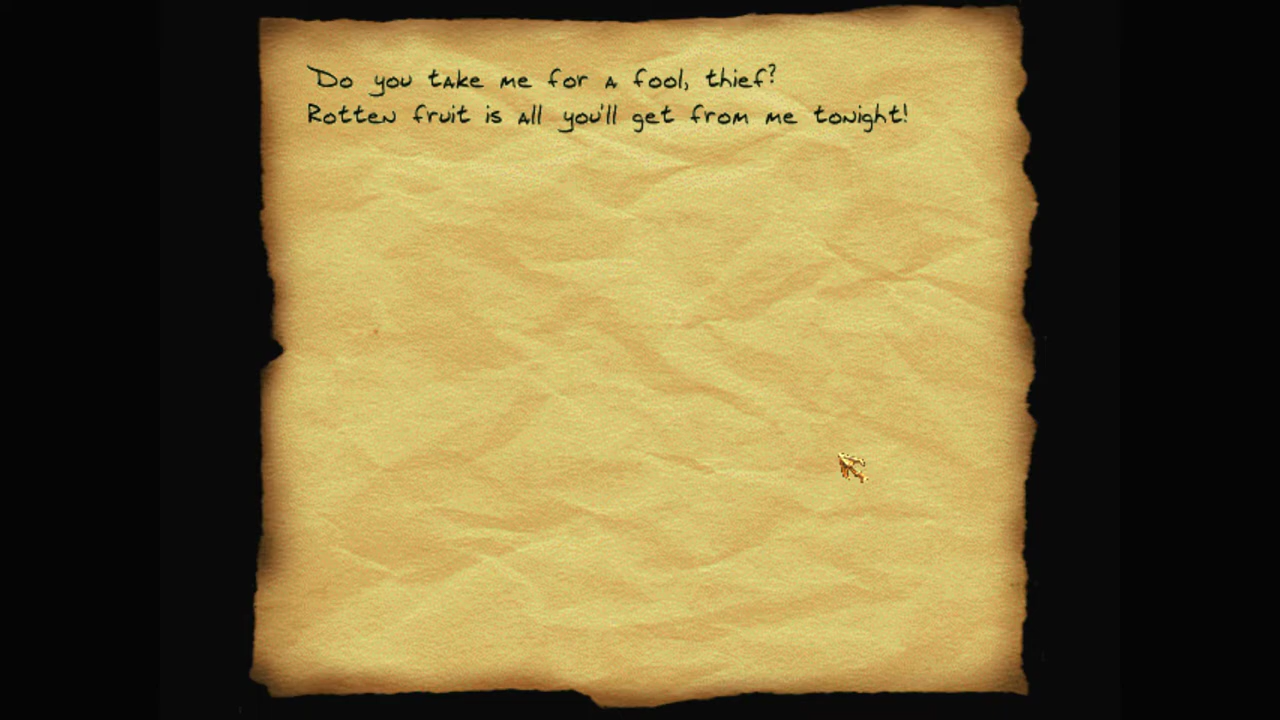 Do you take me for a fool, thief?
Rotten fruit is all you'll get from me tonight!